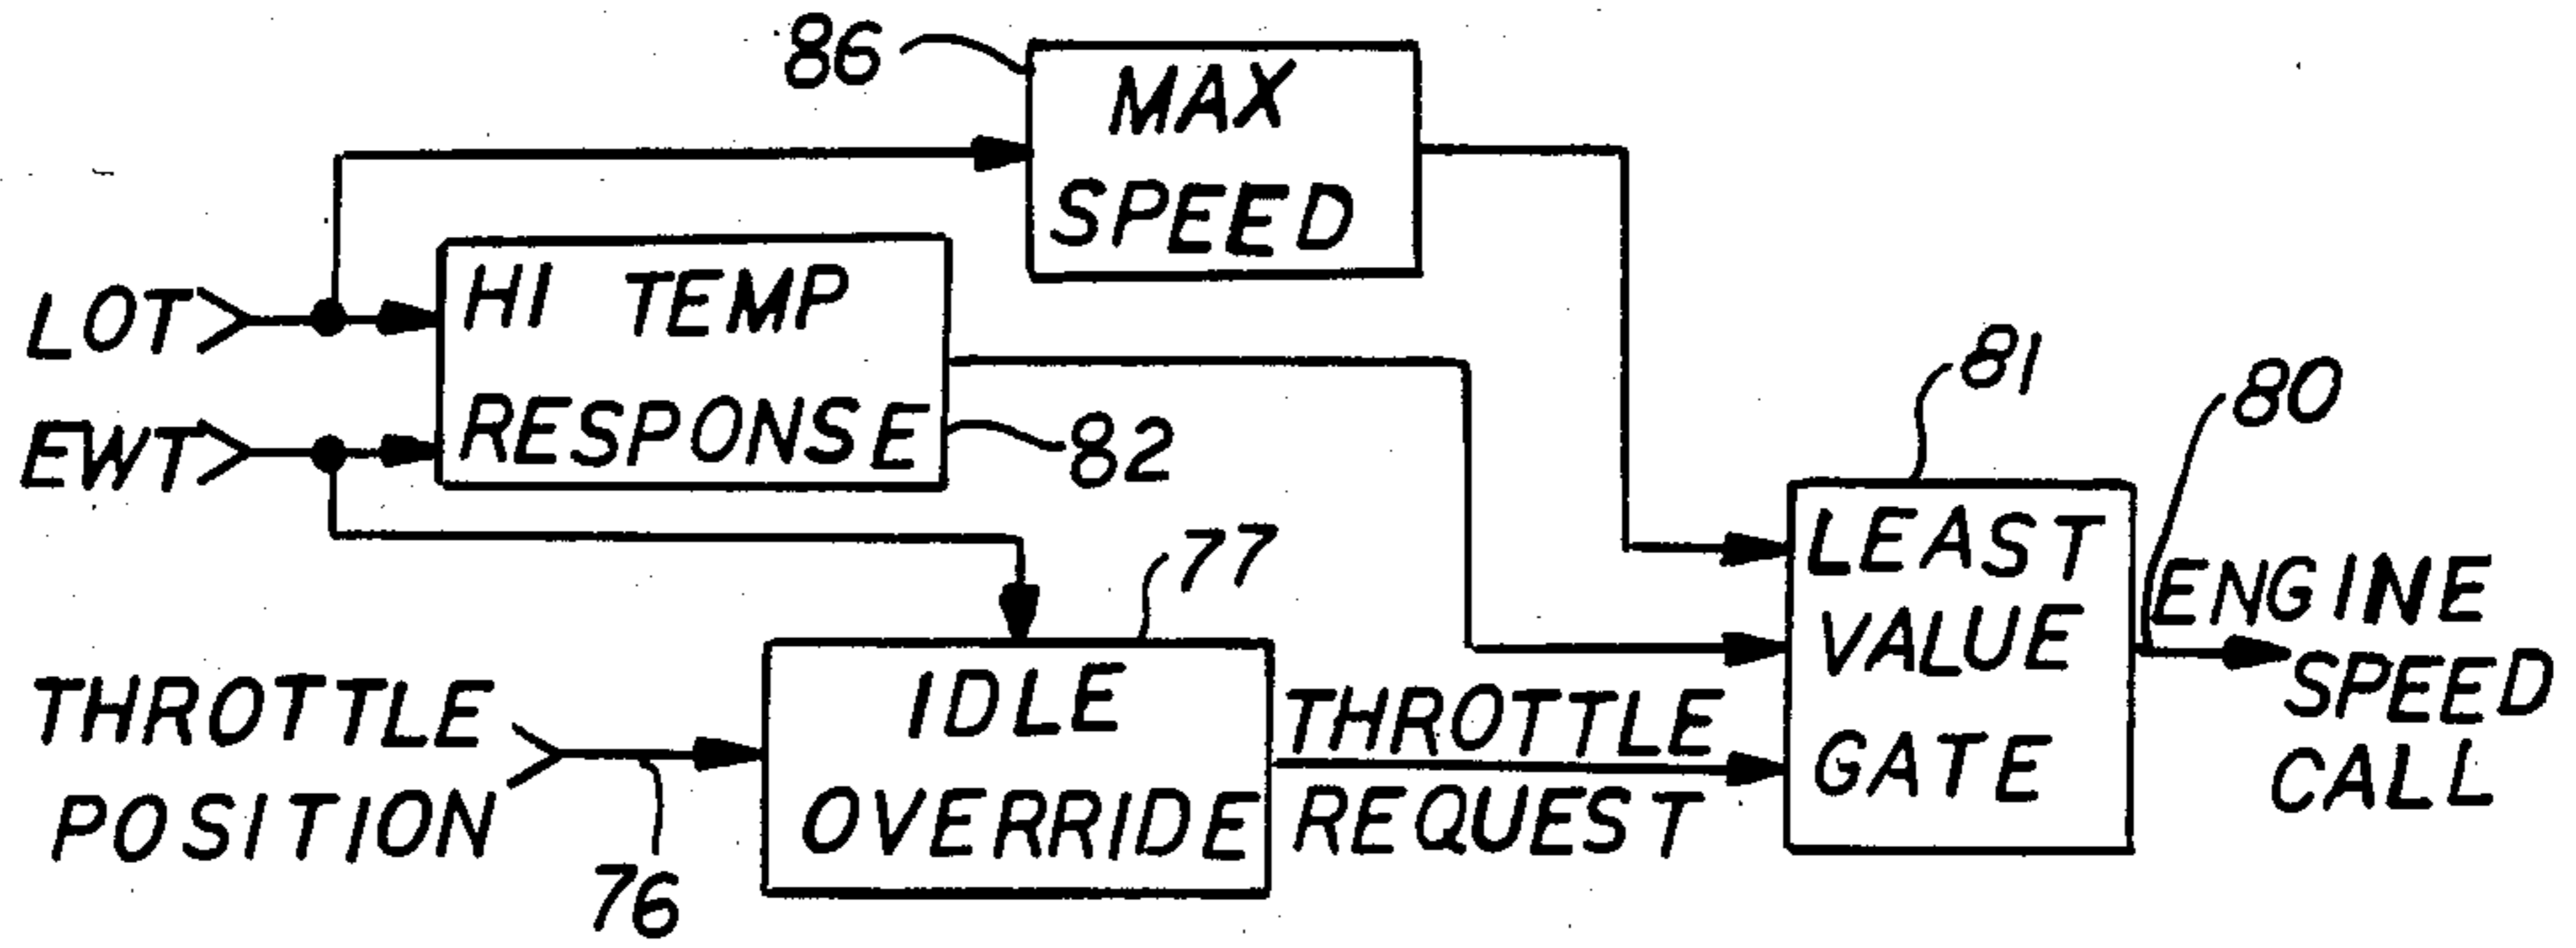 86
MAX
SPEED
LOT
HI TEMP
RESPONSE
EWT
82
81
80
77
LEAST
VALUE
GATE
ENGINE
SPEED
CALL
THROTTLE
POSITION
76
IDLE
OVERRIDE
THROTTLE
REQUEST